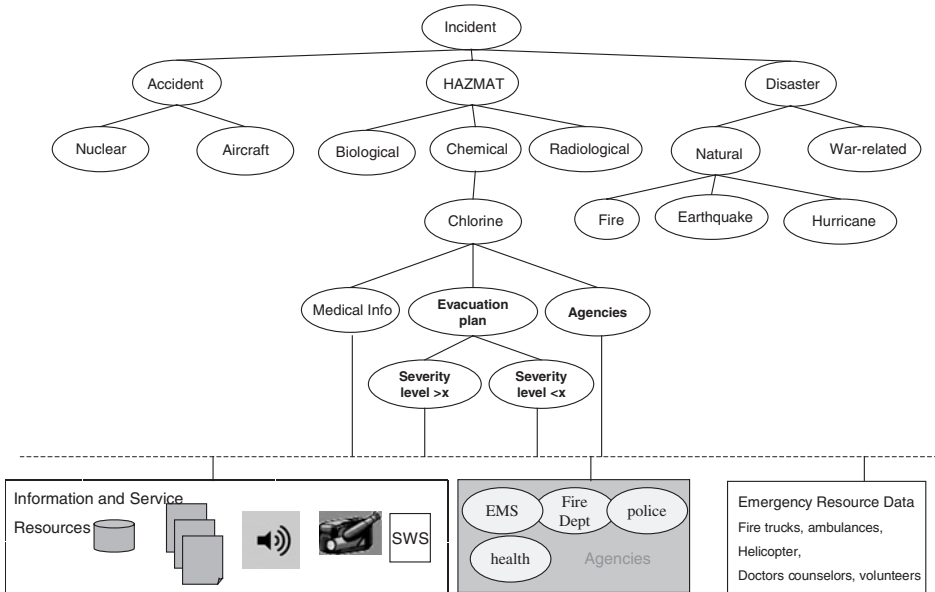 Incident
Accident
HAZMAT
Disaster
Nuclear
Aircraft
Biological
Chemical
Radiological
Natural
War-related
Chlorine
Fire
Earthquake
Hurricane
Medical Info
Evacuation
plan
Agencies
Severity
level >x
Severity
level <x
Information and Service
Resources
SWS
EMS
Fire
Dept
police
health
Agencies
Emergency Resource Data
Fire trucks, ambulances,
Helicopter,
Doctors counselors, volunteers